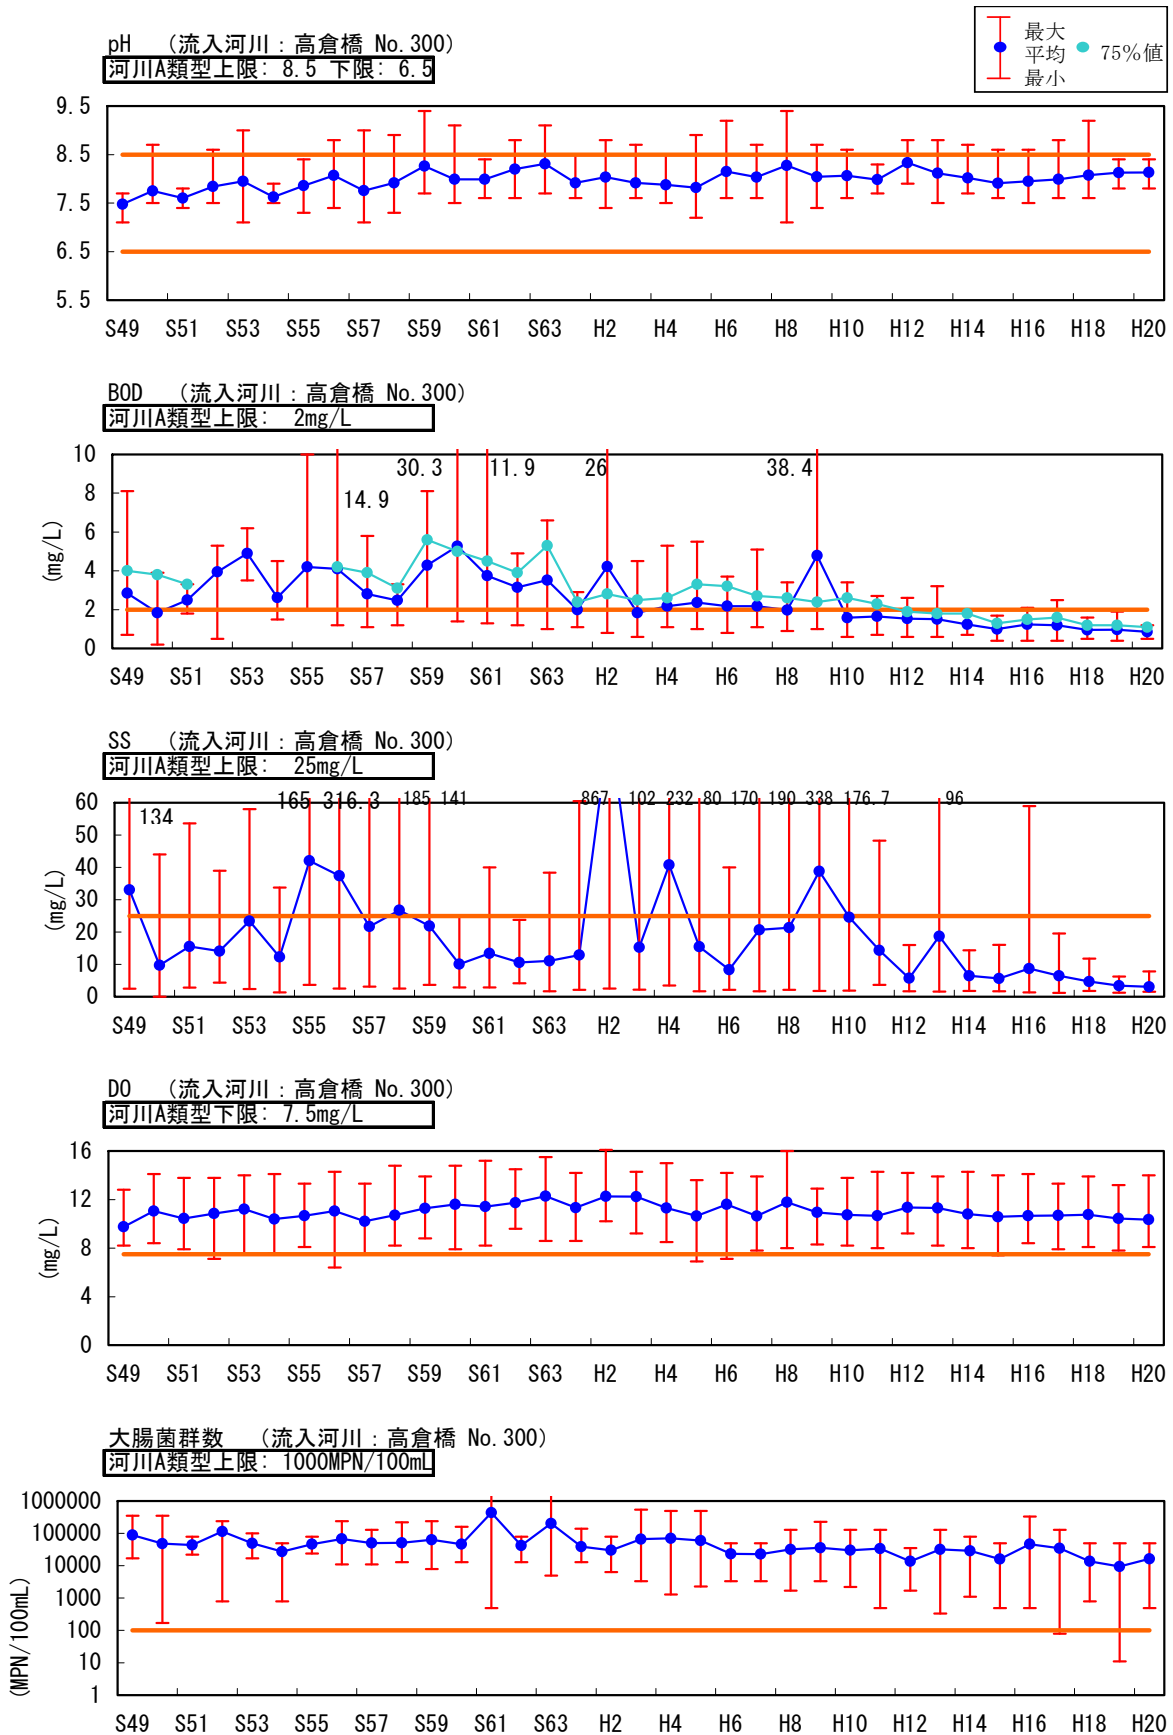 最大
平均
最小
75%値
pH （流入河川：高倉橋 No.300）
河川A類型上限： 8.5 下限： 6.5
9.5
8.5
7.5
6.5
5.5
S49 S51 S53 S55 S57 S59 S61 S63 H2 H4 H6 H8 H10 H12 H14 H16 H18 H20
BOD （流入河川：高倉橋 No.300）
河川A類型上限： 2mg/L
(mg/L)
10
8
6
4
2
0
14.9
30.3
11.9
26
38.4
S49 S51 S53 S55 S57 S59 S61 S63 H2 H4 H6 H8 H10 H12 H14 H16 H18 H20
SS （流入河川：高倉橋 No.300）
河川A類型上限： 25mg/L
(mg/L)
60
50
40
30
20
10
0
134
165 316.3 185 141 867 102 232 80 170 190 338 176.7 96
S49 S51 S53 S55 S57 S59 S61 S63 H2 H4 H6 H8 H10 H12 H14 H16 H18 H20
DO （流入河川：高倉橋 No.300）
河川A類型下限： 7.5mg/L
(mg/L)
16
12
8
4
0
S49 S51 S53 S55 S57 S59 S61 S63 H2 H4 H6 H8 H10 H12 H14 H16 H18 H20
大腸菌群数 （流入河川：高倉橋 No.300）
河川A類型上限： 1000MPN/100mL
(MPN/100mL)
1000000
100000
10000
1000
100
10
1
S49 S51 S53 S55 S57 S59 S61 S63 H2 H4 H6 H8 H10 H12 H14 H16 H18 H20